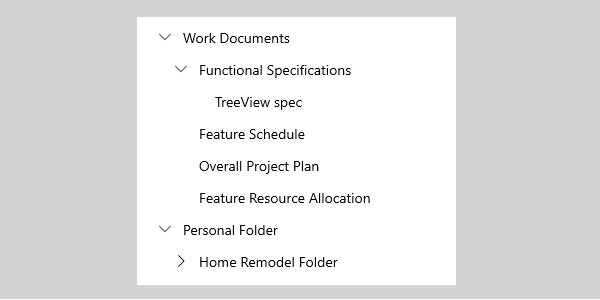 Work Documents
Functional Specifications
TreeView spec
Feature Schedule
Overall Project Plan
Feature Resource Allocation
Personal Folder
Home Remodel Folder